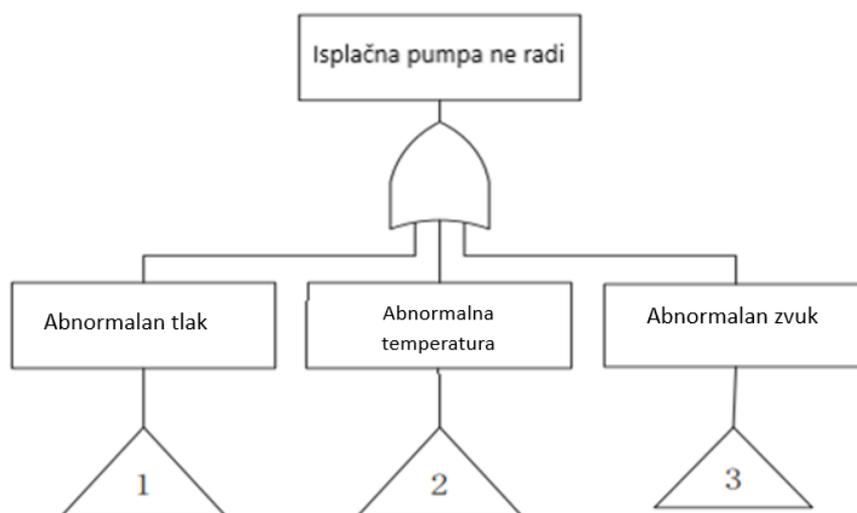 Isplačna pumpa ne radi
Abnormalan tlak
Abnormalna
temperatura
Abnormalan zvuk
1
2
3